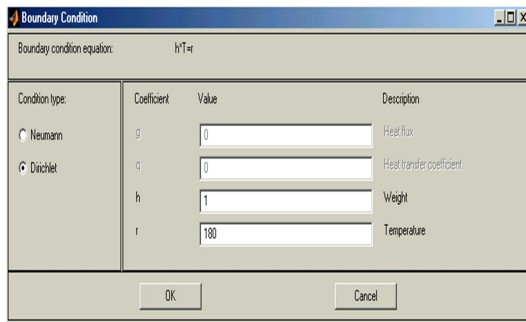 Boundary Condition
Boundary condition equation: h*T=r
Condition type: Coefficient Value Description
Neumann g 0 Heat flux
Dirichlet q 0 Heat transfer coefficient
h 1 Weight
r 180 Temperature
OK Cancel